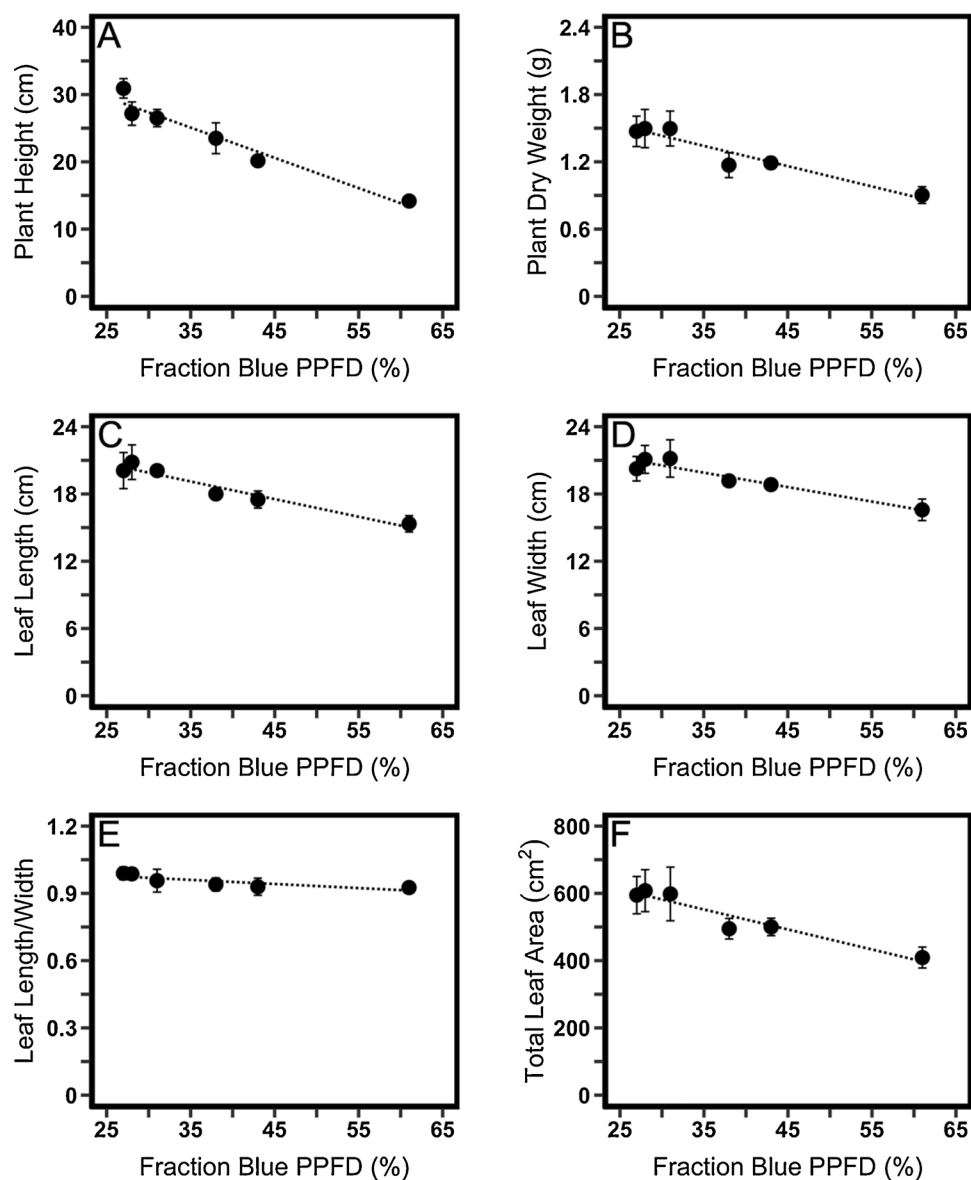 A
Plant Height (cm)
40
30
20
10
0
25 35 45 55 65
Fraction Blue PPFD (%)
B
Plant Dry Weight (g)
2.4
1.8
1.2
0.6
0
25 35 45 55 65
Fraction Blue PPFD (%)
C
Leaf Length (cm)
24
18
12
6
0
25 35 45 55 65
Fraction Blue PPFD (%)
D
Leaf Width (cm)
24
18
12
6
0
25 35 45 55 65
Fraction Blue PPFD (%)
E
Leaf Length/Width
1.2
0.9
0.6
0.3
0
25 35 45 55 65
Fraction Blue PPFD (%)
F
Total Leaf Area (cm²)
800
600
400
200
0
25 35 45 55 65
Fraction Blue PPFD (%)